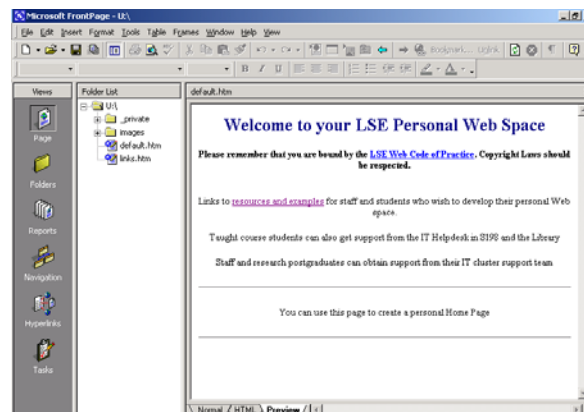 Microsoft FrontPage - U:\
File Edit Insert Format Tools Table Frames Window Help View
Bookmark... Uplink
Views
Folder List
default.htm
U:\
_private
images
default.htm
links.htm
Page
Folders
Reports
Navigation
Hyperlinks
Tasks
Welcome to your LSE Personal Web Space
Please remember that you are bound by the LSE Web Code of Practice. Copyright Laws should
be respected.
Links to resources and examples for staff and students who wish to develop their personal Web
space.
Taught course students can also get support from the IT Helpdesk in S198 and the Library
Staff and research postgraduates can obtain support from their IT cluster support team
You can use this page to create a personal Home Page
Normal HTML Preview